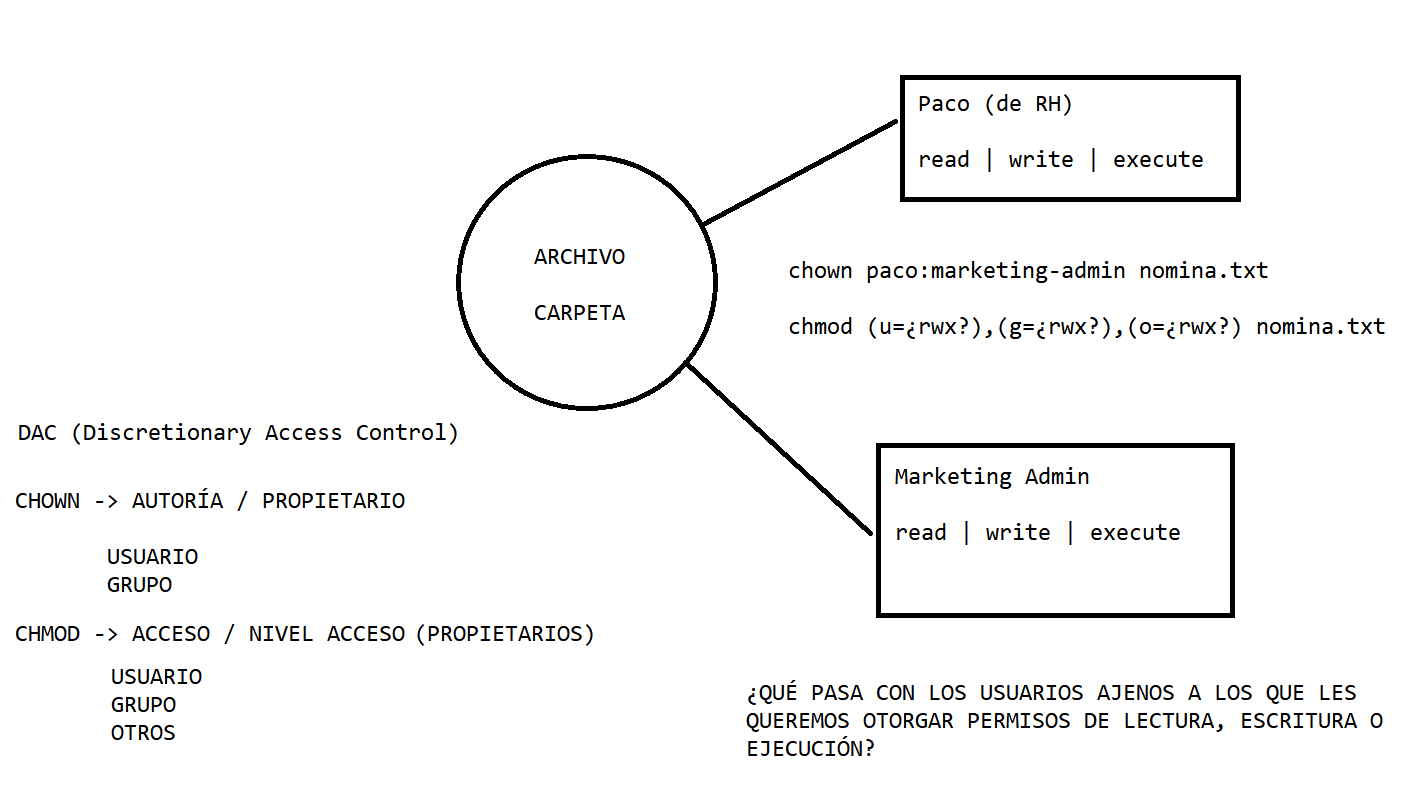 Paco (de RH)
read | write | execute
ARCHIVO
CARPETA
chown paco:marketing-admin nomina.txt
chmod (u=¿rwx?),(g=¿rwx?),(o=¿rwx?) nomina.txt
DAC (Discretionary Access Control)
CHOWN -> AUTORÍA / PROPIETARIO
USUARIO
GRUPO
CHMOD -> ACCESO / NIVEL ACCESO (PROPIETARIOS)
USUARIO
GRUPO
OTROS
Marketing Admin
read | write | execute
¿QUÉ PASA CON LOS USUARIOS AJENOS A LOS QUE LES
QUEREMOS OTORGAR PERMISOS DE LECTURA, ESCRITURA O
EJECUCIÓN?